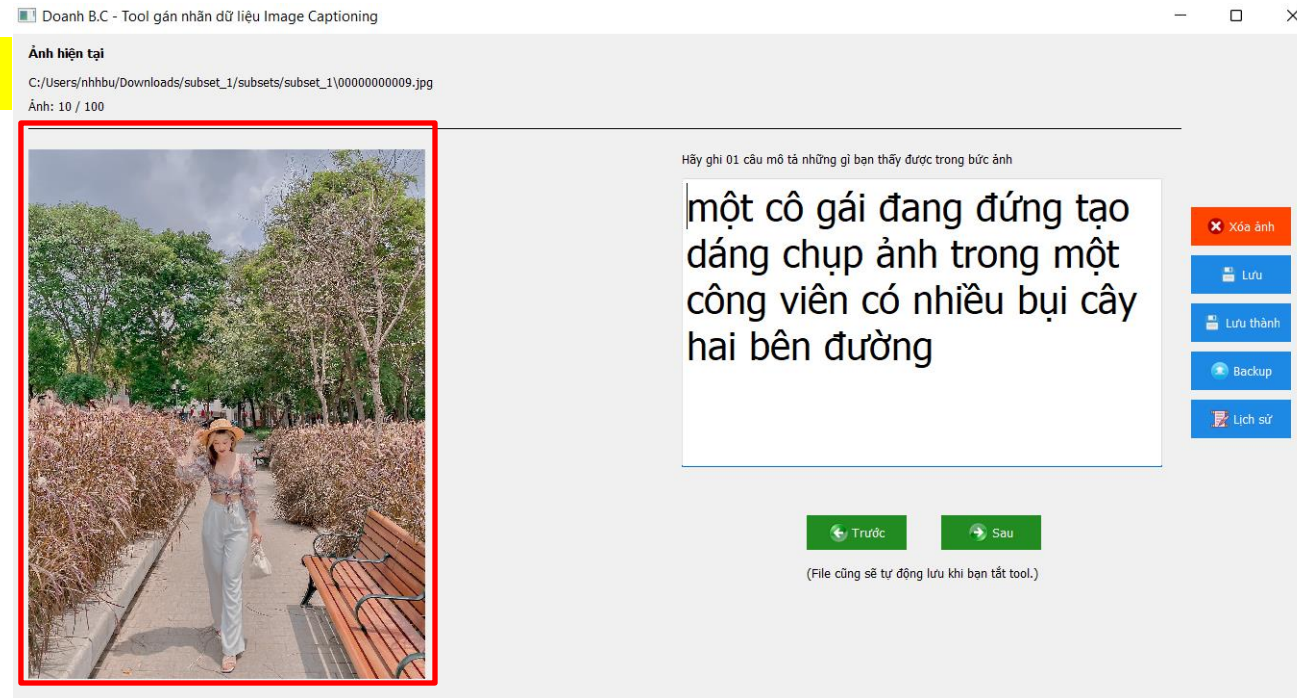 Doanh B.C - Tool gán nhãn dữ liệu Image Captioning
Ảnh hiện tại
C:/Users/nhhbu/Downloads/subset_1/subsets/subset_1\00000000009.jpg
Ảnh: 10 / 100
Hãy ghi 01 câu mô tả những gì bạn thấy được trong bức ảnh
một cô gái đang đứng tạo
dáng chụp ảnh trong một
công viên có nhiều bụi cây
hai bên đường
Xóa ảnh
Lưu
Lưu thành
Backup
Lịch sử
Trước
Sau
(File cũng sẽ tự động lưu khi bạn tắt tool.)